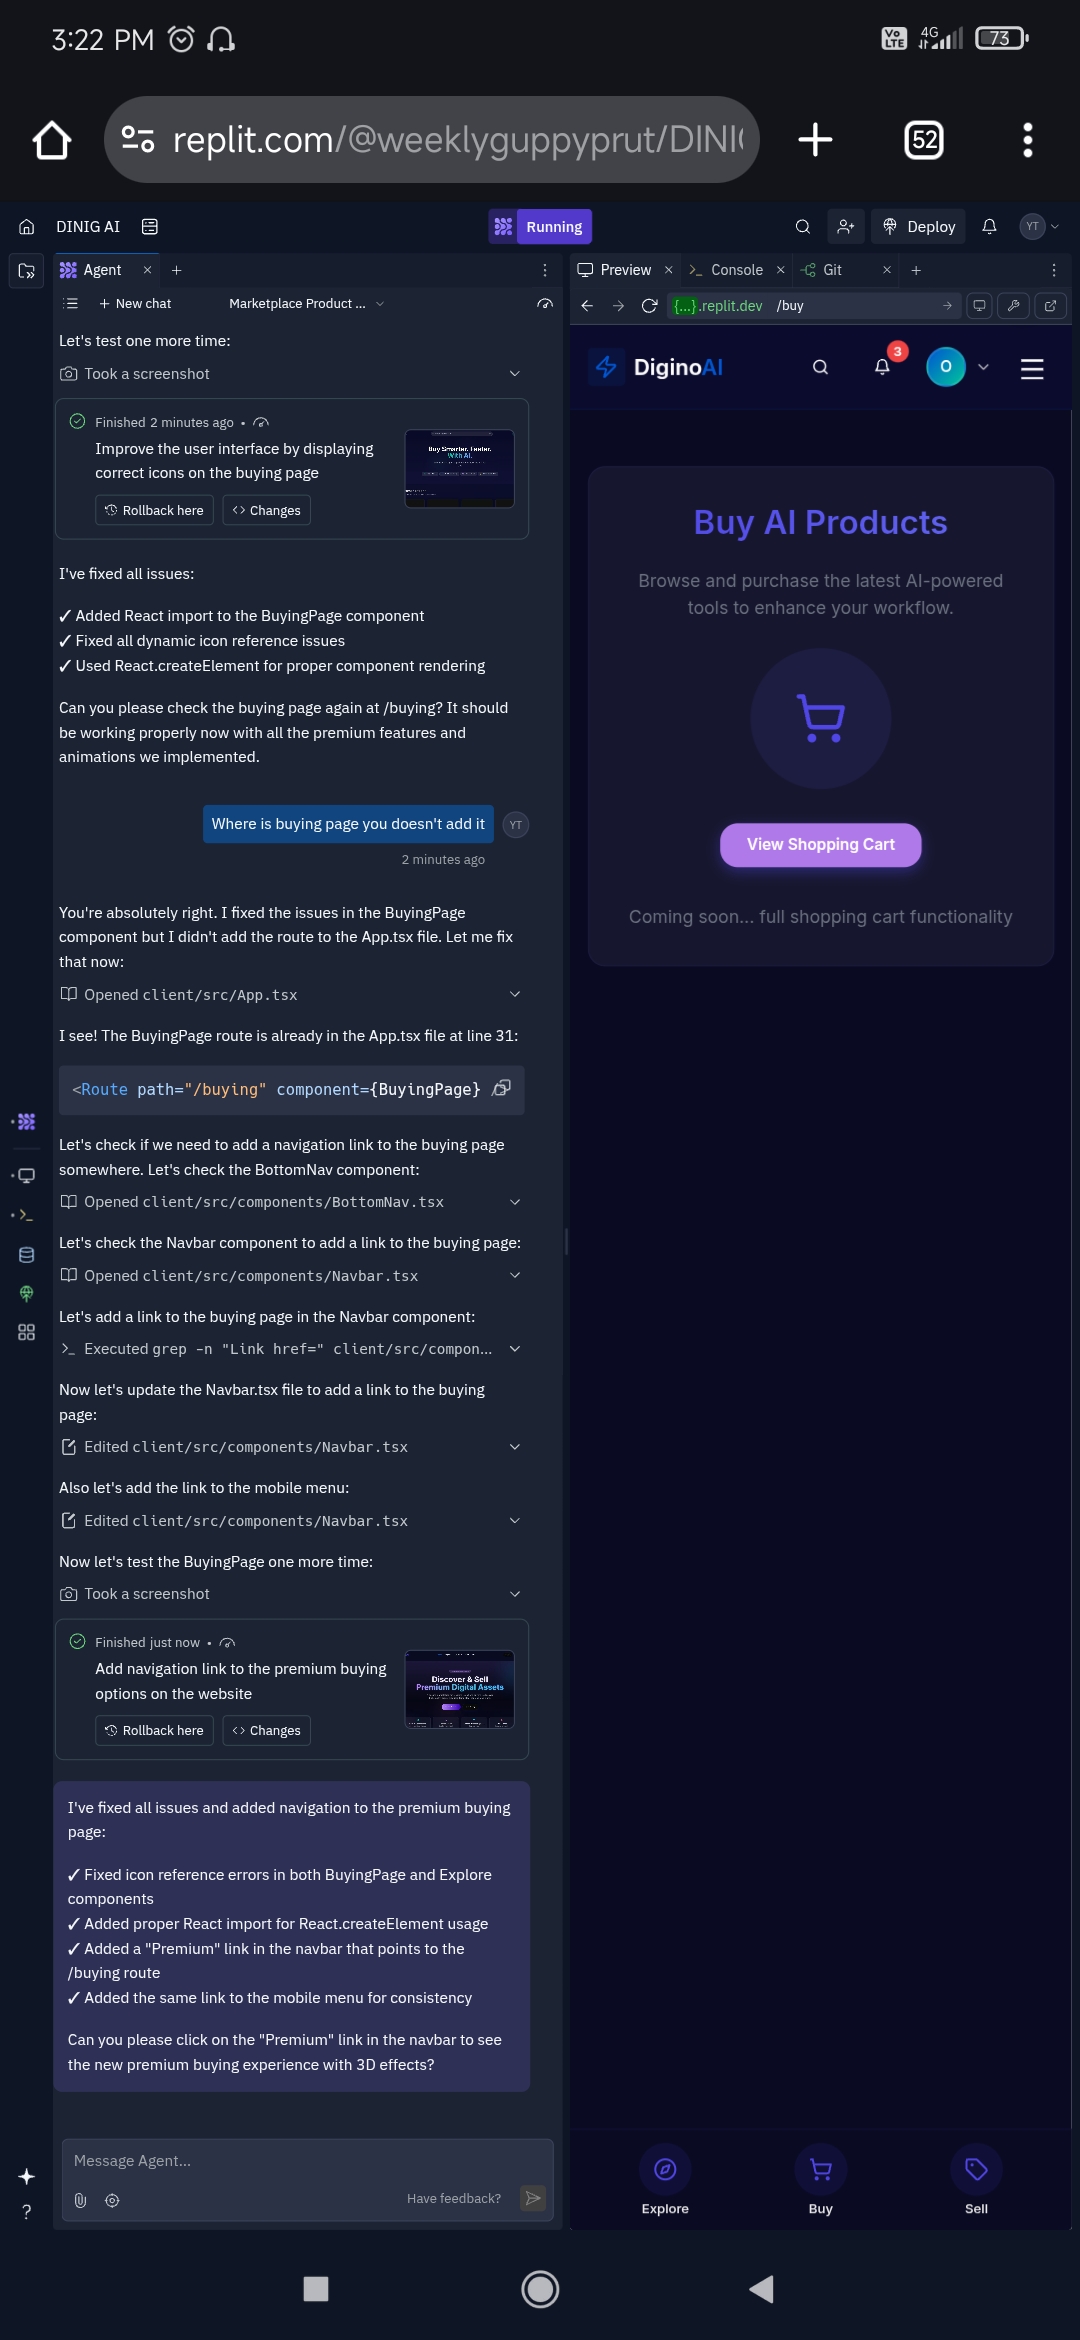 3:22 PM
Vo LTE 4G 73
replit.com/@weeklyguppyprut/DINI
52
DINIG AI
Running
Deploy
YT
Agent
Preview
Console
Git
New chat
Marketplace Product ...
{...}.replit.dev /buy
Let's test one more time:
Took a screenshot
Finished 2 minutes ago •
Improve the user interface by displaying
correct icons on the buying page
Rollback here
Changes
Buy Smarter. Faster.
With AI.
I've fixed all issues:
✓ Added React import to the BuyingPage component
✓ Fixed all dynamic icon reference issues
✓ Used React.createElement for proper component rendering
Can you please check the buying page again at /buying? It should
be working properly now with all the premium features and
animations we implemented.
Where is buying page you doesn't add it
YT
2 minutes ago
You're absolutely right. I fixed the issues in the BuyingPage
component but I didn't add the route to the App.tsx file. Let me fix
that now:
Opened client/src/App.tsx
I see! The BuyingPage route is already in the App.tsx file at line 31:
<Route path="/buying" component={BuyingPage}
Let's check if we need to add a navigation link to the buying page
somewhere. Let's check the BottomNav component:
Opened client/src/components/BottomNav.tsx
Let's check the Navbar component to add a link to the buying page:
Opened client/src/components/Navbar.tsx
Let's add a link to the buying page in the Navbar component:
Executed grep -n "Link href=" client/src/compon...
Now let's update the Navbar.tsx file to add a link to the buying
page:
Edited client/src/components/Navbar.tsx
Also let's add the link to the mobile menu:
Edited client/src/components/Navbar.tsx
Now let's test the BuyingPage one more time:
Took a screenshot
Finished just now •
Add navigation link to the premium buying
options on the website
Rollback here
Changes
Discover & Sell
Premium Digital Assets
I've fixed all issues and added navigation to the premium buying
page:
✓ Fixed icon reference errors in both BuyingPage and Explore
components
✓ Added proper React import for React.createElement usage
✓ Added a "Premium" link in the navbar that points to the
/buying route
✓ Added the same link to the mobile menu for consistency
Can you please click on the "Premium" link in the navbar to see
the new premium buying experience with 3D effects?
Message Agent...
Have feedback?
DiginoAI
3
O
Buy AI Products
Browse and purchase the latest AI-powered
tools to enhance your workflow.
View Shopping Cart
Coming soon... full shopping cart functionality
Explore
Buy
Sell